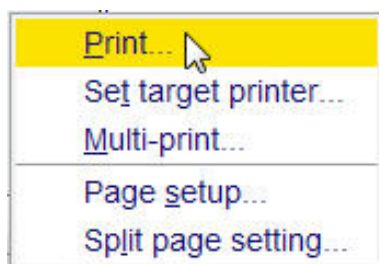 Print...
Set target printer...
Multi-print...
Page setup...
Split page setting...